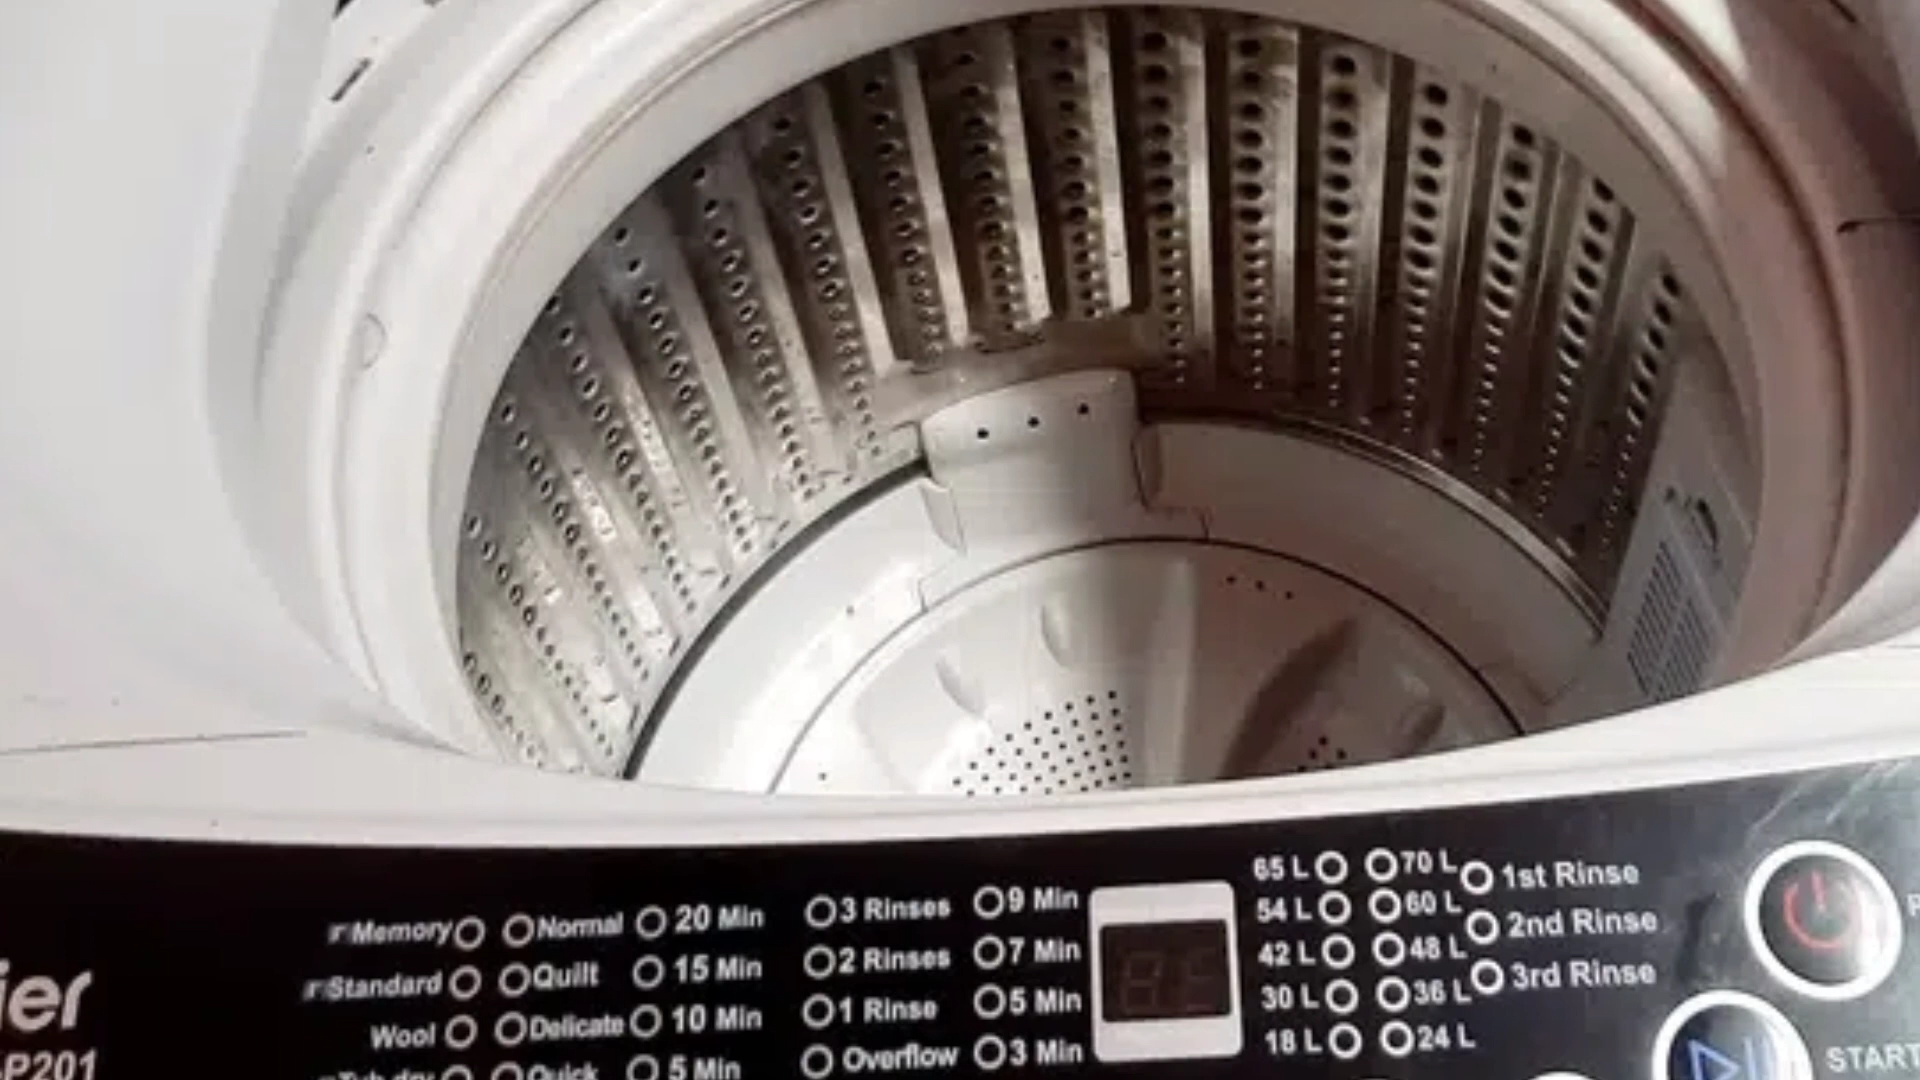 Memory Normal 20 Min 3 Rinses 9 Min 65 L 70 L 1st Rinse
Standard Quilt 15 Min 2 Rinses 7 Min 54 L 60 L 2nd Rinse
Wool Delicate 10 Min 1 Rinse 5 Min 42 L 48 L 3rd Rinse
Tub dry Quick 5 Min Overflow 3 Min 30 L 36 L
18 L 24 L
ier
-P201
START